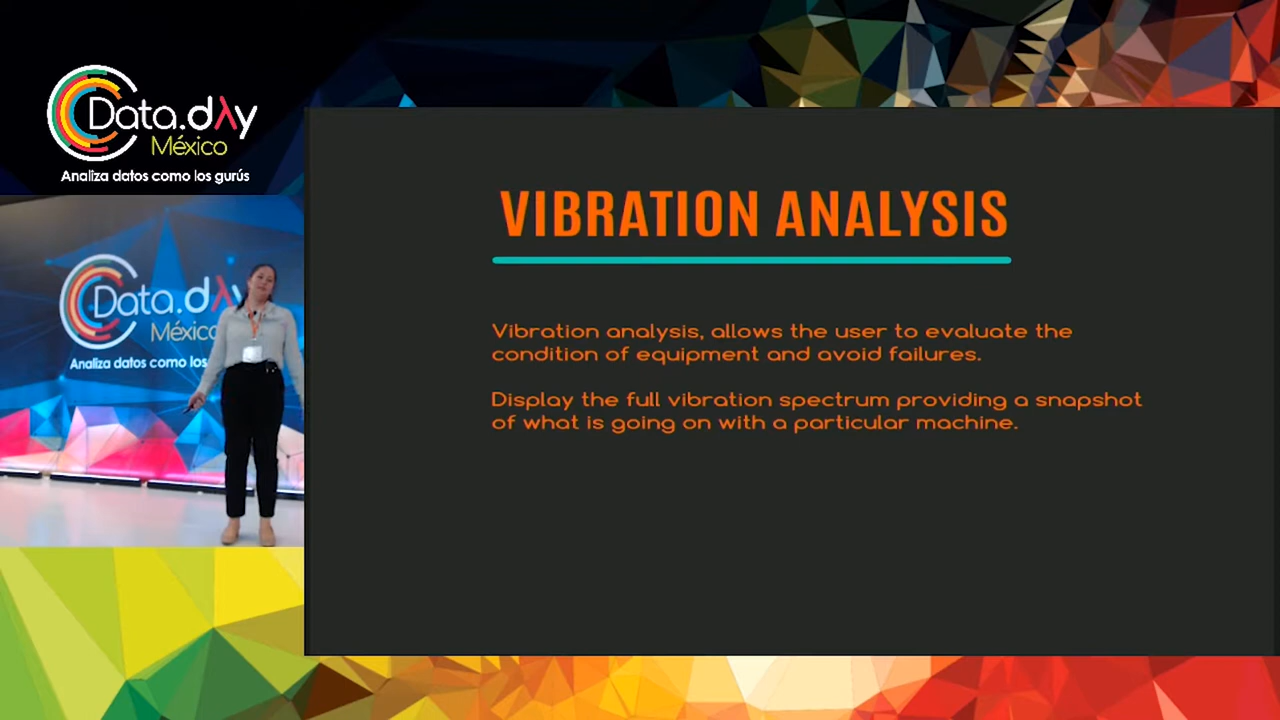 Data.dλy
México
Analiza datos como los gurús
Data.dλy
México
Analiza datos como los
VIBRATION ANALYSIS
Vibration analysis, allows the user to evaluate the
condition of equipment and avoid failures.
Display the full vibration spectrum providing a snapshot
of what is going on with a particular machine.